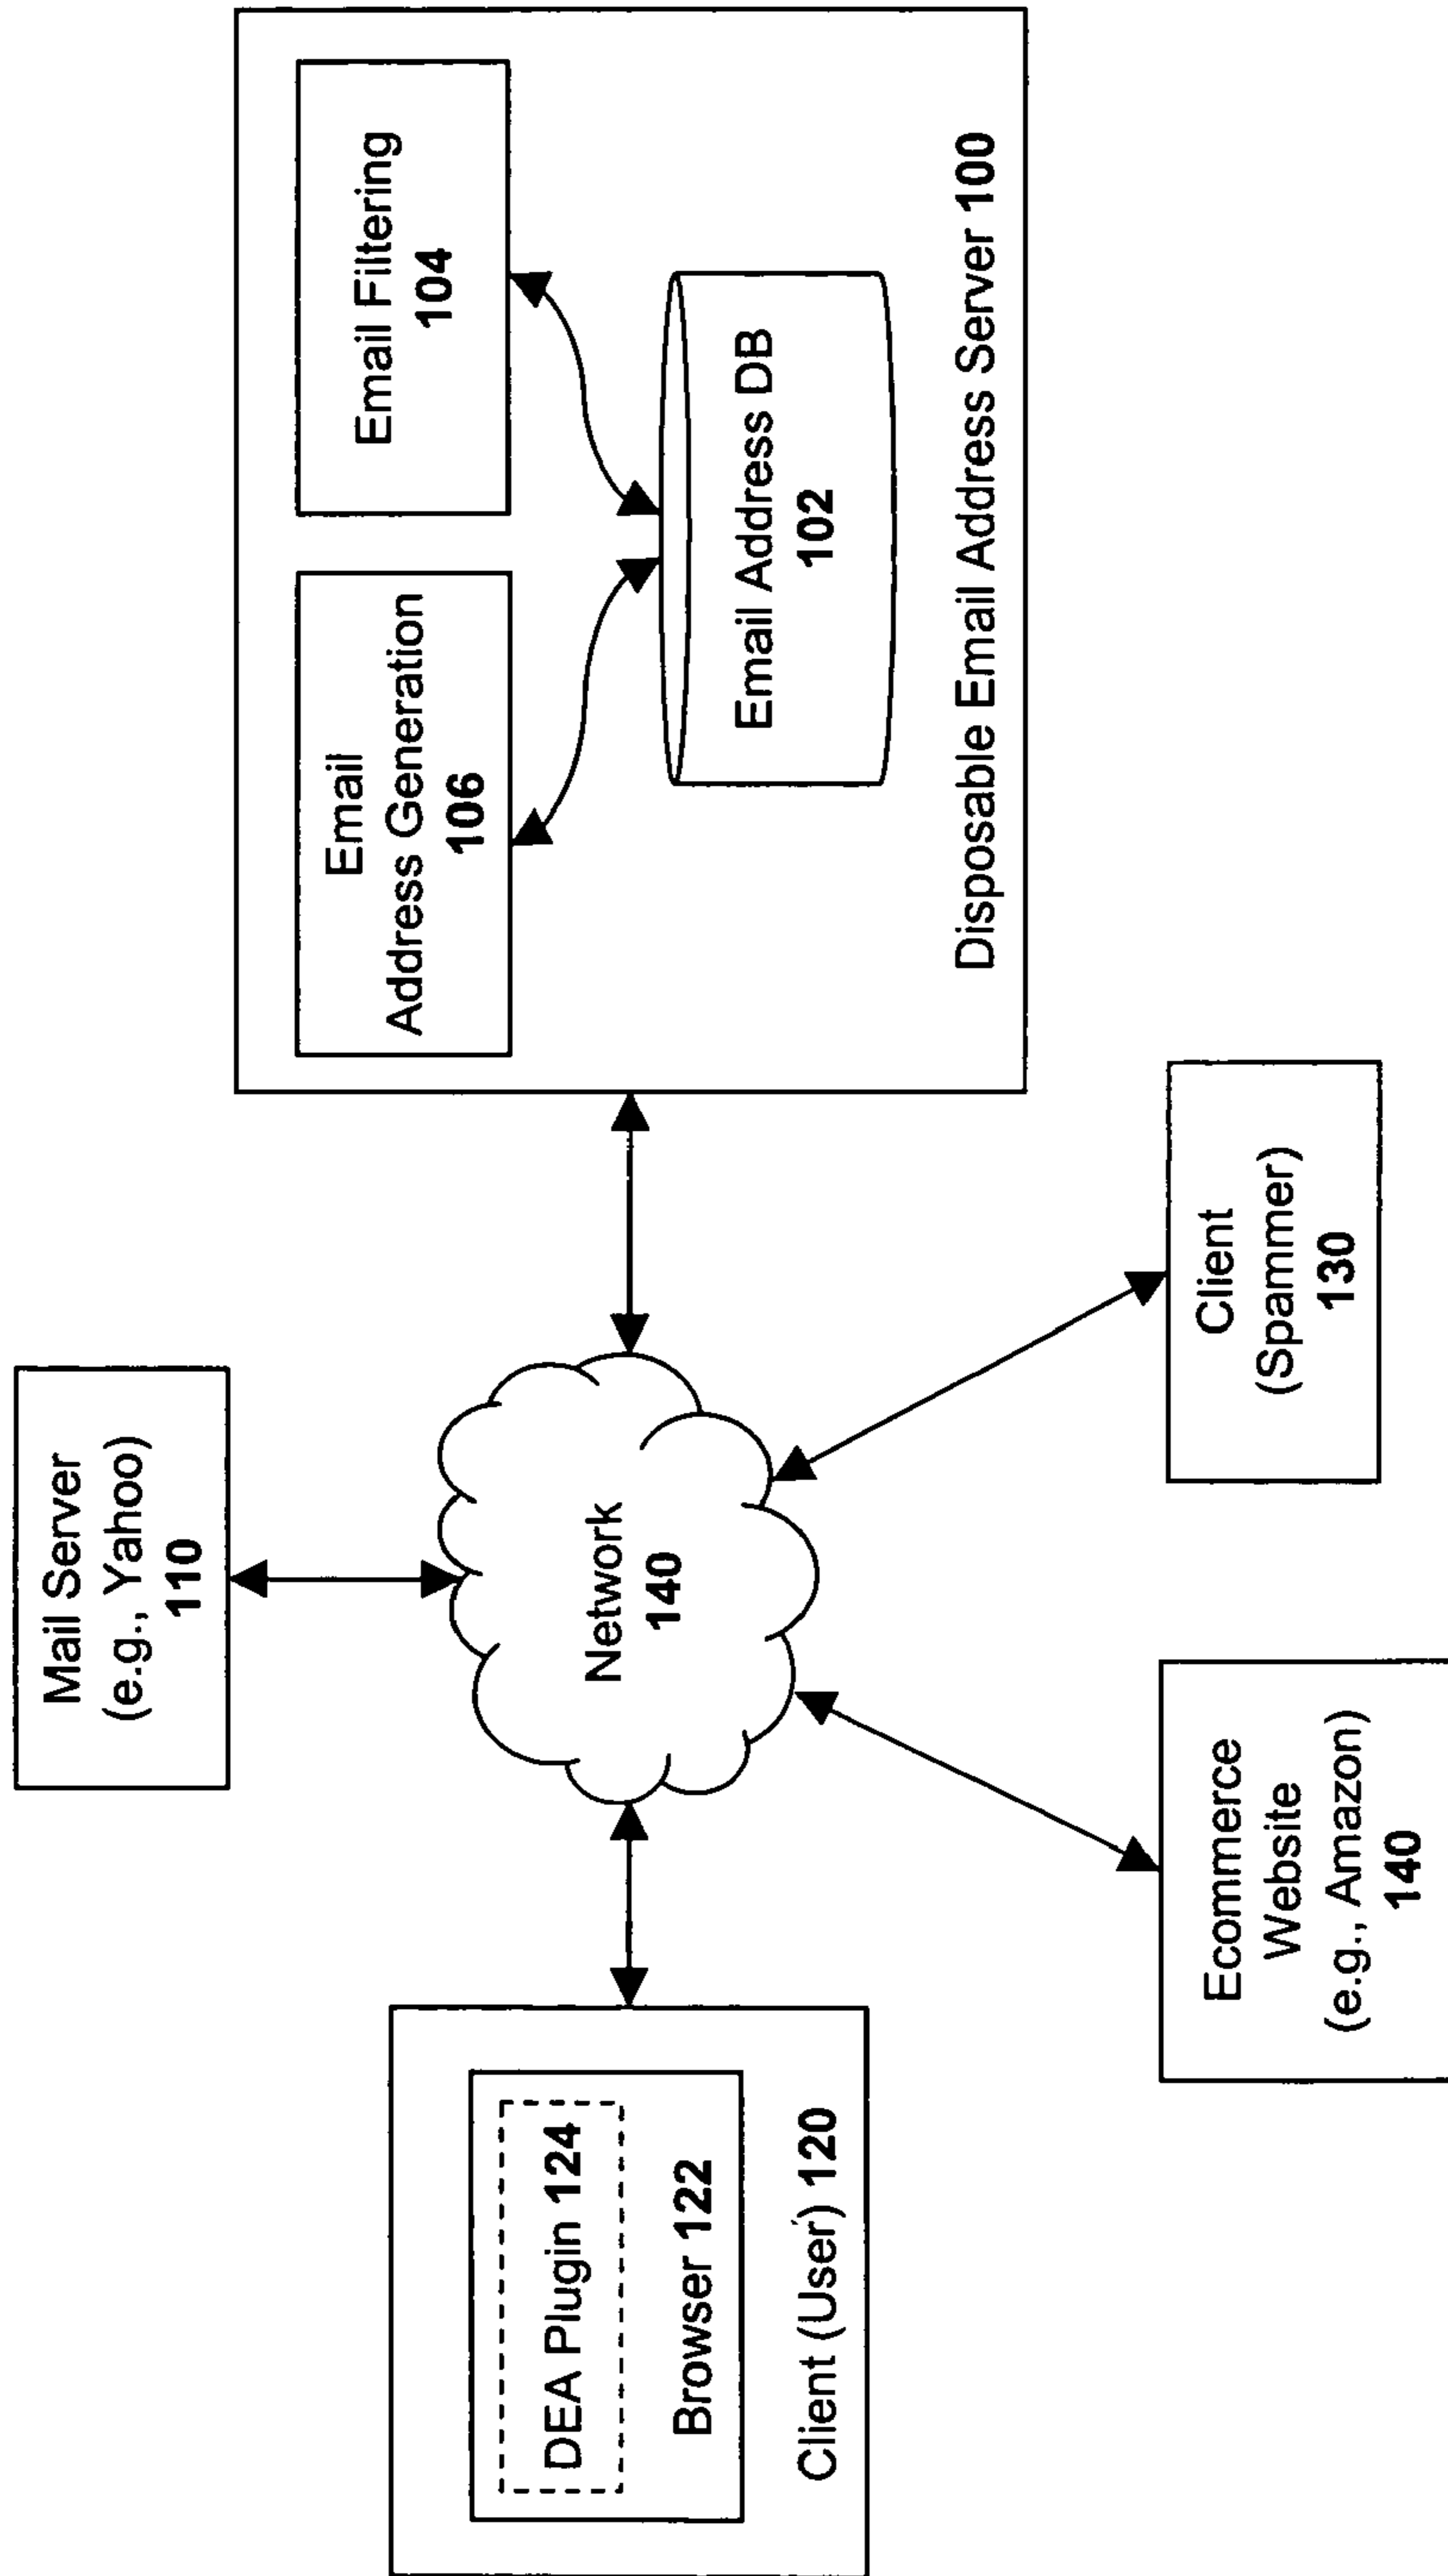 Mail Server
(e.g., Yahoo)
110
Email
Address Generation
106
Email Filtering
104
Email Address DB
102
Disposable Email Address Server 100
DEA Plugin 124
Browser 122
Client (User) 120
Network
140
Ecommerce
Website
(e.g., Amazon)
140
Client
(Spammer)
130